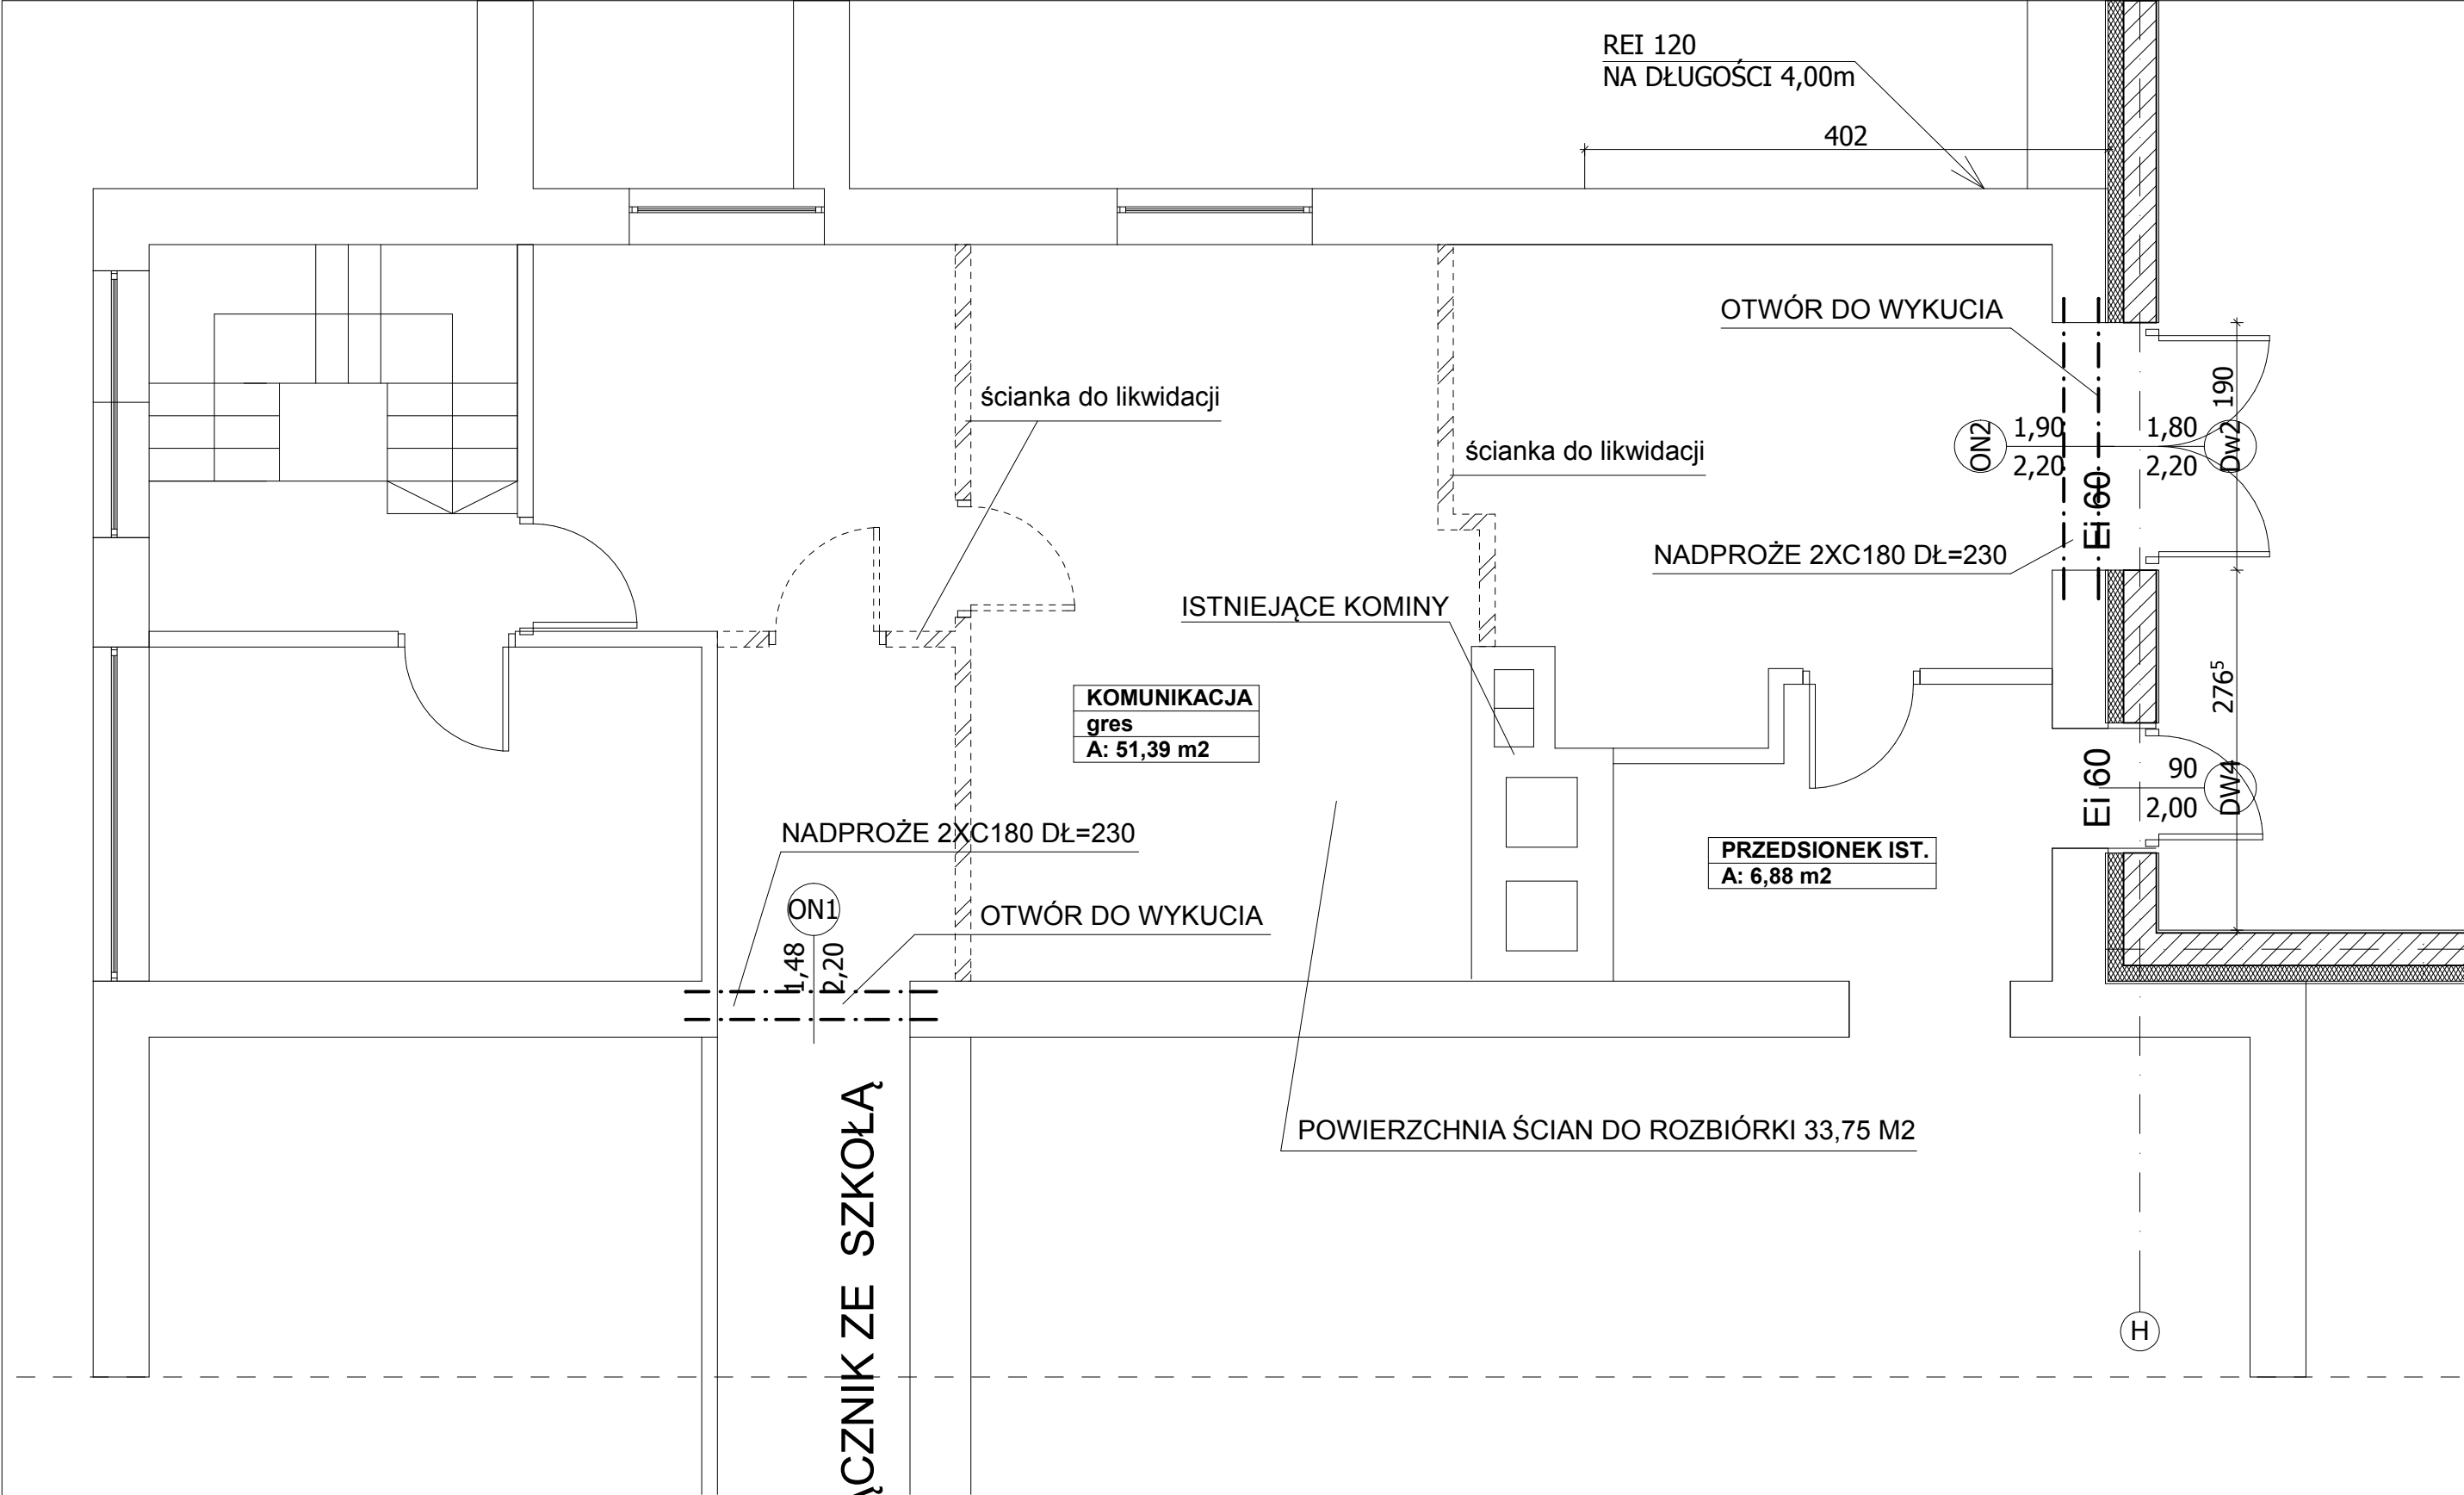 REI 120
NA DŁUGOŚCI 4,00m
402
OTWÓR DO WYKUCIA
190
ścianka do likwidacji
ścianka do likwidacji
ON2
1,90
2,20
1,80
2,20
Dw2
Ei 60
NADPROŻE 2XC180 DŁ=230
ISTNIEJĄCE KOMINY
276⁵
KOMUNIKACJA
gres
A: 51,39 m2
Ei 60
90
2,00
DW4
NADPROŻE 2XC180 DŁ=230
PRZEDSIONEK IST.
A: 6,88 m2
ON1
1,48
2,20
OTWÓR DO WYKUCIA
POWIERZCHNIA ŚCIAN DO ROZBIÓRKI 33,75 M2
ĄCZNIK ZE SZKOŁĄ
H